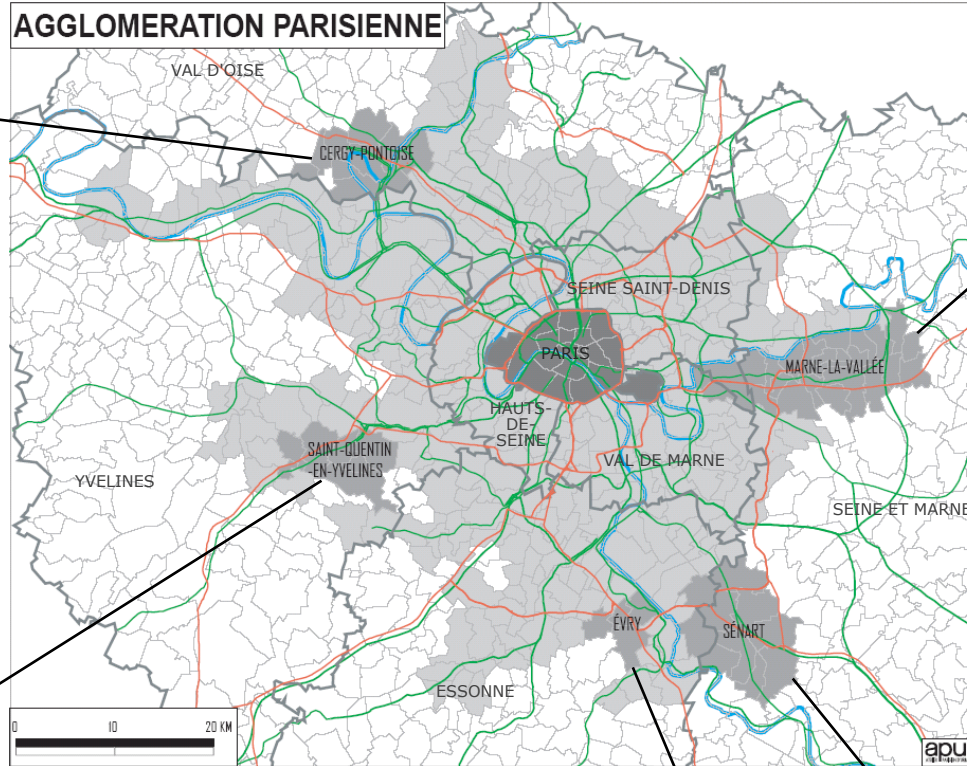 AGGLOMERATION PARISIENNE
VAL D'OISE
CERGY-PONTOISE
SEINE SAINT-DENIS
PARIS
MARNE-LA-VALLÉE
HAUTS-
DE-
SEINE
SAINT-QUENTIN
-EN-YVELINES
VAL DE MARNE
YVELINES
SEINE ET MARNE
ÉVRY
SÉNART
ESSONNE
0 10 20 KM
apu